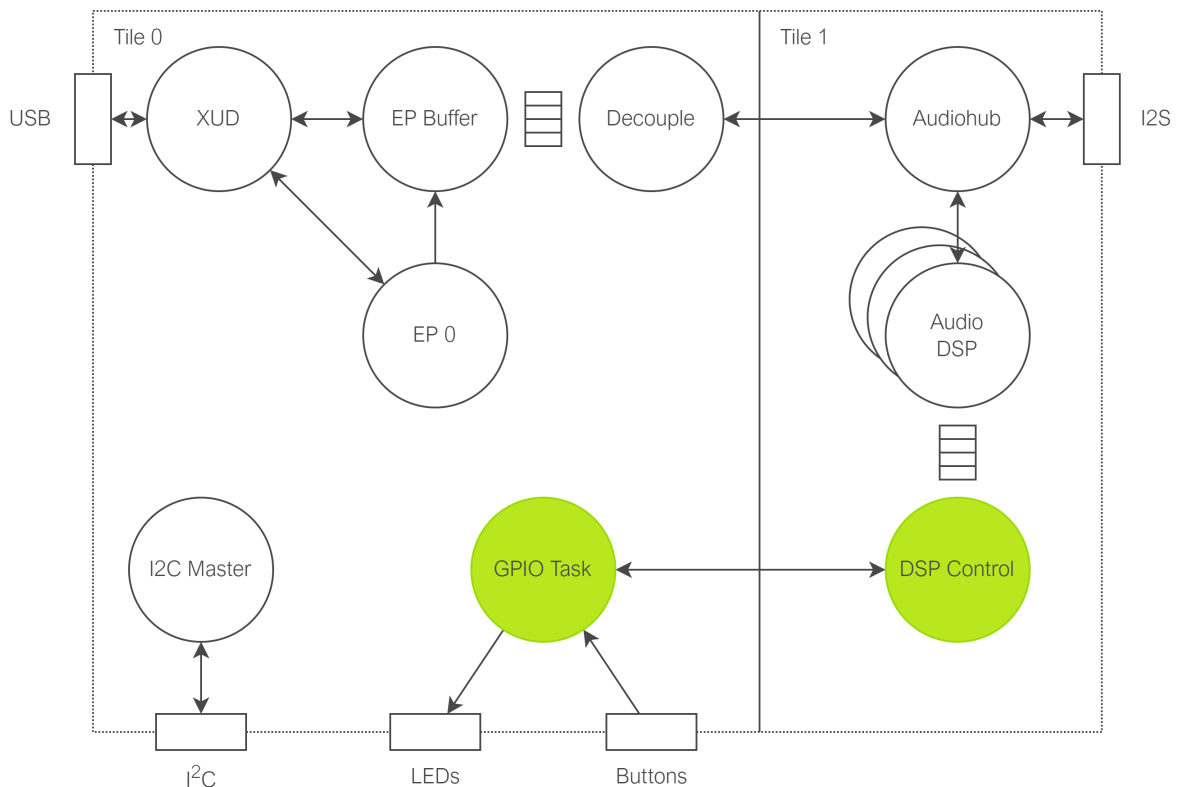 Tile 0
Tile 1
USB
XUD
EP Buffer
Decouple
Audiohub
I2S
EP 0
Audio
DSP
I2C Master
GPIO Task
DSP Control
I²C
LEDs
Buttons